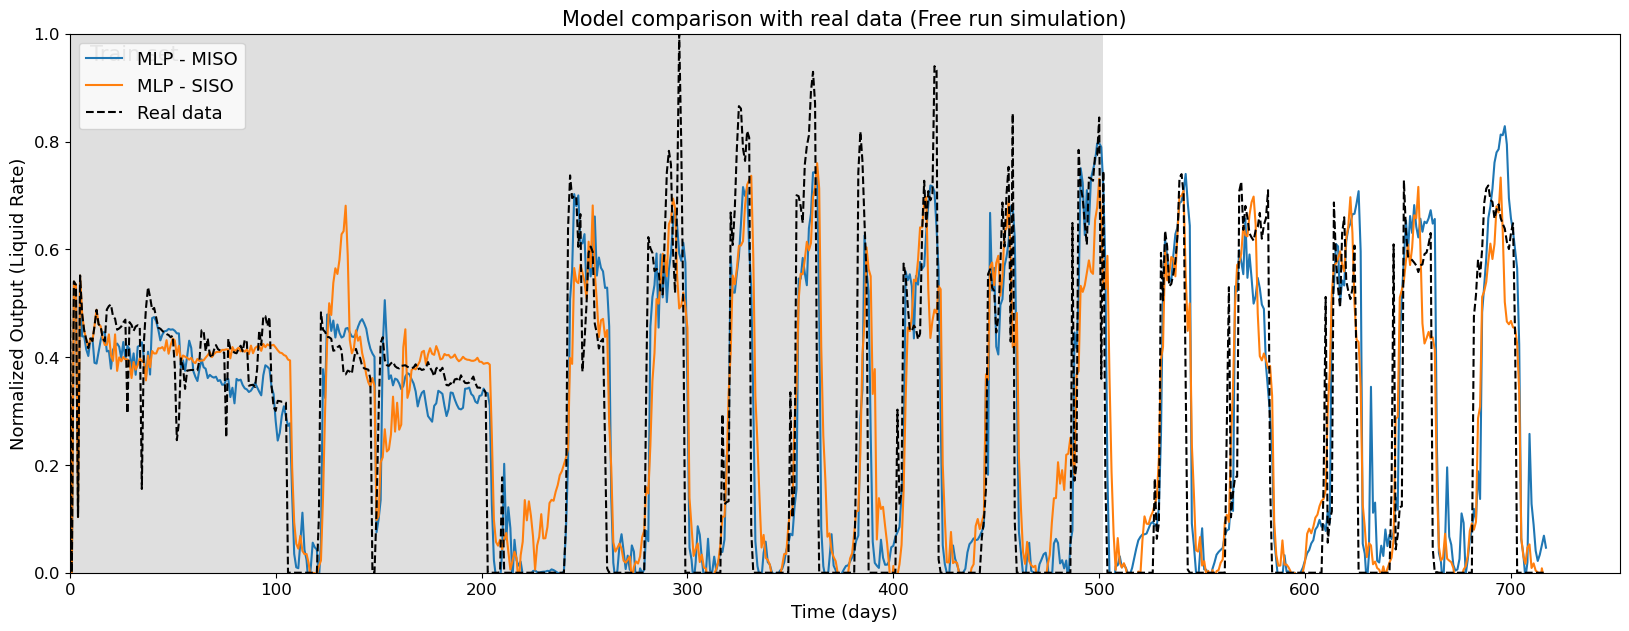 Model comparison with real data (Free run simulation)
Normalized Output (Liquid Rate)
1.0
0.8
0.6
0.4
0.2
0.0
Train set
MLP - MISO
MLP - SISO
Real data
0
100
200
300
400
500
600
700
Time (days)